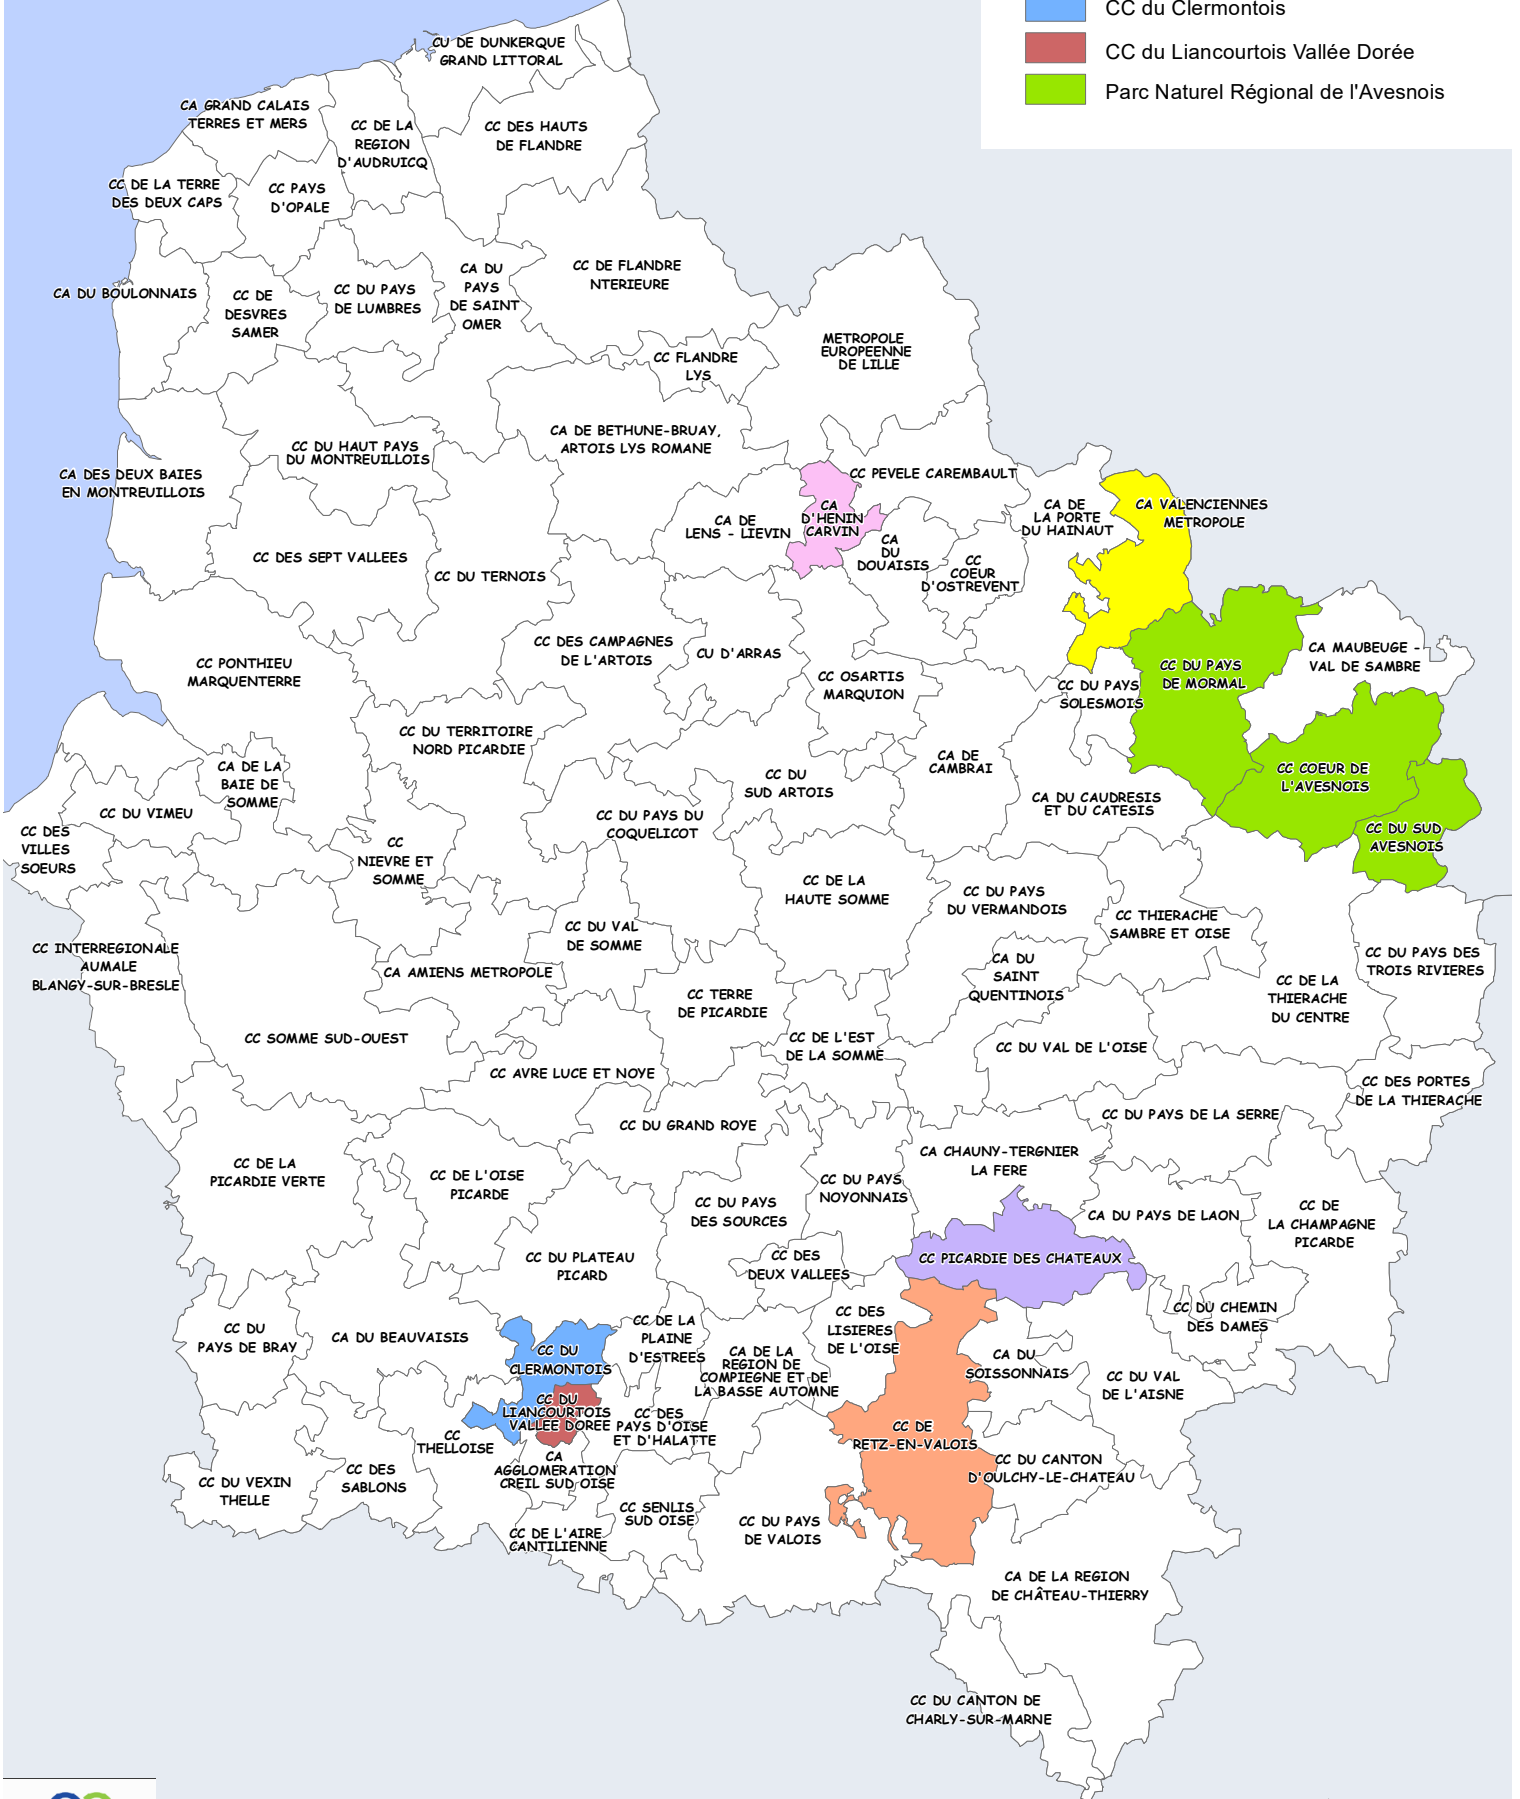 CC du Clermontois
CC du Liancourtois Vallée Dorée
Parc Naturel Régional de l'Avesnois
CU DE DUNKERQUE
GRAND LITTORAL
CA GRAND CALAIS
TERRES ET MERS
CC DE LA
REGION
D'AUDRUICQ
CC DES HAUTS
DE FLANDRE
CC DE LA TERRE
DES DEUX CAPS
CC PAYS
D'OPALE
CA DU BOULONNAIS
CC DE
DESVRES
SAMER
CC DU PAYS
DE LUMBRES
CA DU
PAYS
DE SAINT
OMER
CC DE FLANDRE
NTERIEURE
CC FLANDRE
LYS
METROPOLE
EUROPEENNE
DE LILLE
CC DU HAUT PAYS
DU MONTREUILLOIS
CA DE BETHUNE-BRUAY,
ARTOIS LYS ROMANE
CA DES DEUX BAIES
EN MONTREUILLOIS
CC PEVELE CAREMBAULT
CA DE
LENS - LIEVIN
CA
D'HENIN
CARVIN
CA
DU
DOUAISIS
CC
COEUR
D'OSTREVENT
CA DE
LA PORTE
DU HAINAUT
CA VALENCIENNES
METROPOLE
CC DES SEPT VALLEES
CC DU TERNOIS
CC DES CAMPAGNES
DE L'ARTOIS
CU D'ARRAS
CC OSARTIS
MARQUION
CC DU PAYS
SOLESMOIS
CC DU PAYS
DE MORMAL
CA MAUBEUGE -
VAL DE SAMBRE
CC PONTHIEU
MARQUENTERRE
CC DU TERRITOIRE
NORD PICARDIE
CA DE LA
BAIE DE
SOMME
CC DU VIMEU
CC DES
VILLES
SOEURS
CC
NIEVRE ET
SOMME
CC DU PAYS DU
COQUELICOT
CC DU
SUD ARTOIS
CA DE
CAMBRAI
CA DU CAUDRESIS
ET DU CATESIS
CC COEUR DE
L'AVESNOIS
CC DU SUD
AVESNOIS
CC DE LA
HAUTE SOMME
CC DU PAYS
DU VERMANDOIS
CC THIERACHE
SAMBRE ET OISE
CC INTERREGIONALE
AUMALE
BLANGY-SUR-BRESLE
CC DU VAL
DE SOMME
CA AMIENS METROPOLE
CA DU
SAINT
QUENTINOIS
CC DU PAYS DES
TROIS RIVIERES
CC DE LA
THIERACHE
DU CENTRE
CC TERRE
DE PICARDIE
CC SOMME SUD-OUEST
CC DE L'EST
DE LA SOMME
CC DU VAL DE L'OISE
CC AVRE LUCE ET NOYE
CC DES PORTES
DE LA THIERACHE
CC DU GRAND ROYE
CC DU PAYS DE LA SERRE
CC DE LA
PICARDIE VERTE
CC DE L'OISE
PICARDE
CA CHAUNY-TERGNIER
LA FERE
CC DU PAYS
NOYONNAIS
CC DU PAYS
DES SOURCES
CA DU PAYS DE LAON
CC DE
LA CHAMPAGNE
PICARDE
CC DU PLATEAU
PICARD
CC DES
DEUX VALLEES
CC PICARDIE DES CHATEAUX
CC DU
PAYS DE BRAY
CA DU BEAUVAISIS
CC DE LA
PLAINE
D'ESTREES
CC DES
LISIERES
DE L'OISE
CC DU CHEMIN
DES DAMES
CC DU
CLERMONTOIS
CA DE LA
REGION DE
COMPIEGNE ET DE
LA BASSE AUTOMNE
CA DU
SOISSONNAIS
CC DU VAL
DE L'AISNE
CC DU
LIANCOURTOIS
VALLEE DOREE
CC DES
PAYS D'OISE
ET D'HALATTE
CC
THELLOISE
CC DE
RETZ-EN-VALOIS
CA
AGGLOMERATION
CREIL SUD OISE
CC DU CANTON
D'OULCHY-LE-CHATEAU
CC DU VEXIN
THELLE
CC DES
SABLONS
CC SENLIS
SUD OISE
CC DU PAYS
DE VALOIS
CC DE L'AIRE
CANTILIENNE
CA DE LA REGION
DE CHÂTEAU-THIERRY
CC DU CANTON DE
CHARLY-SUR-MARNE